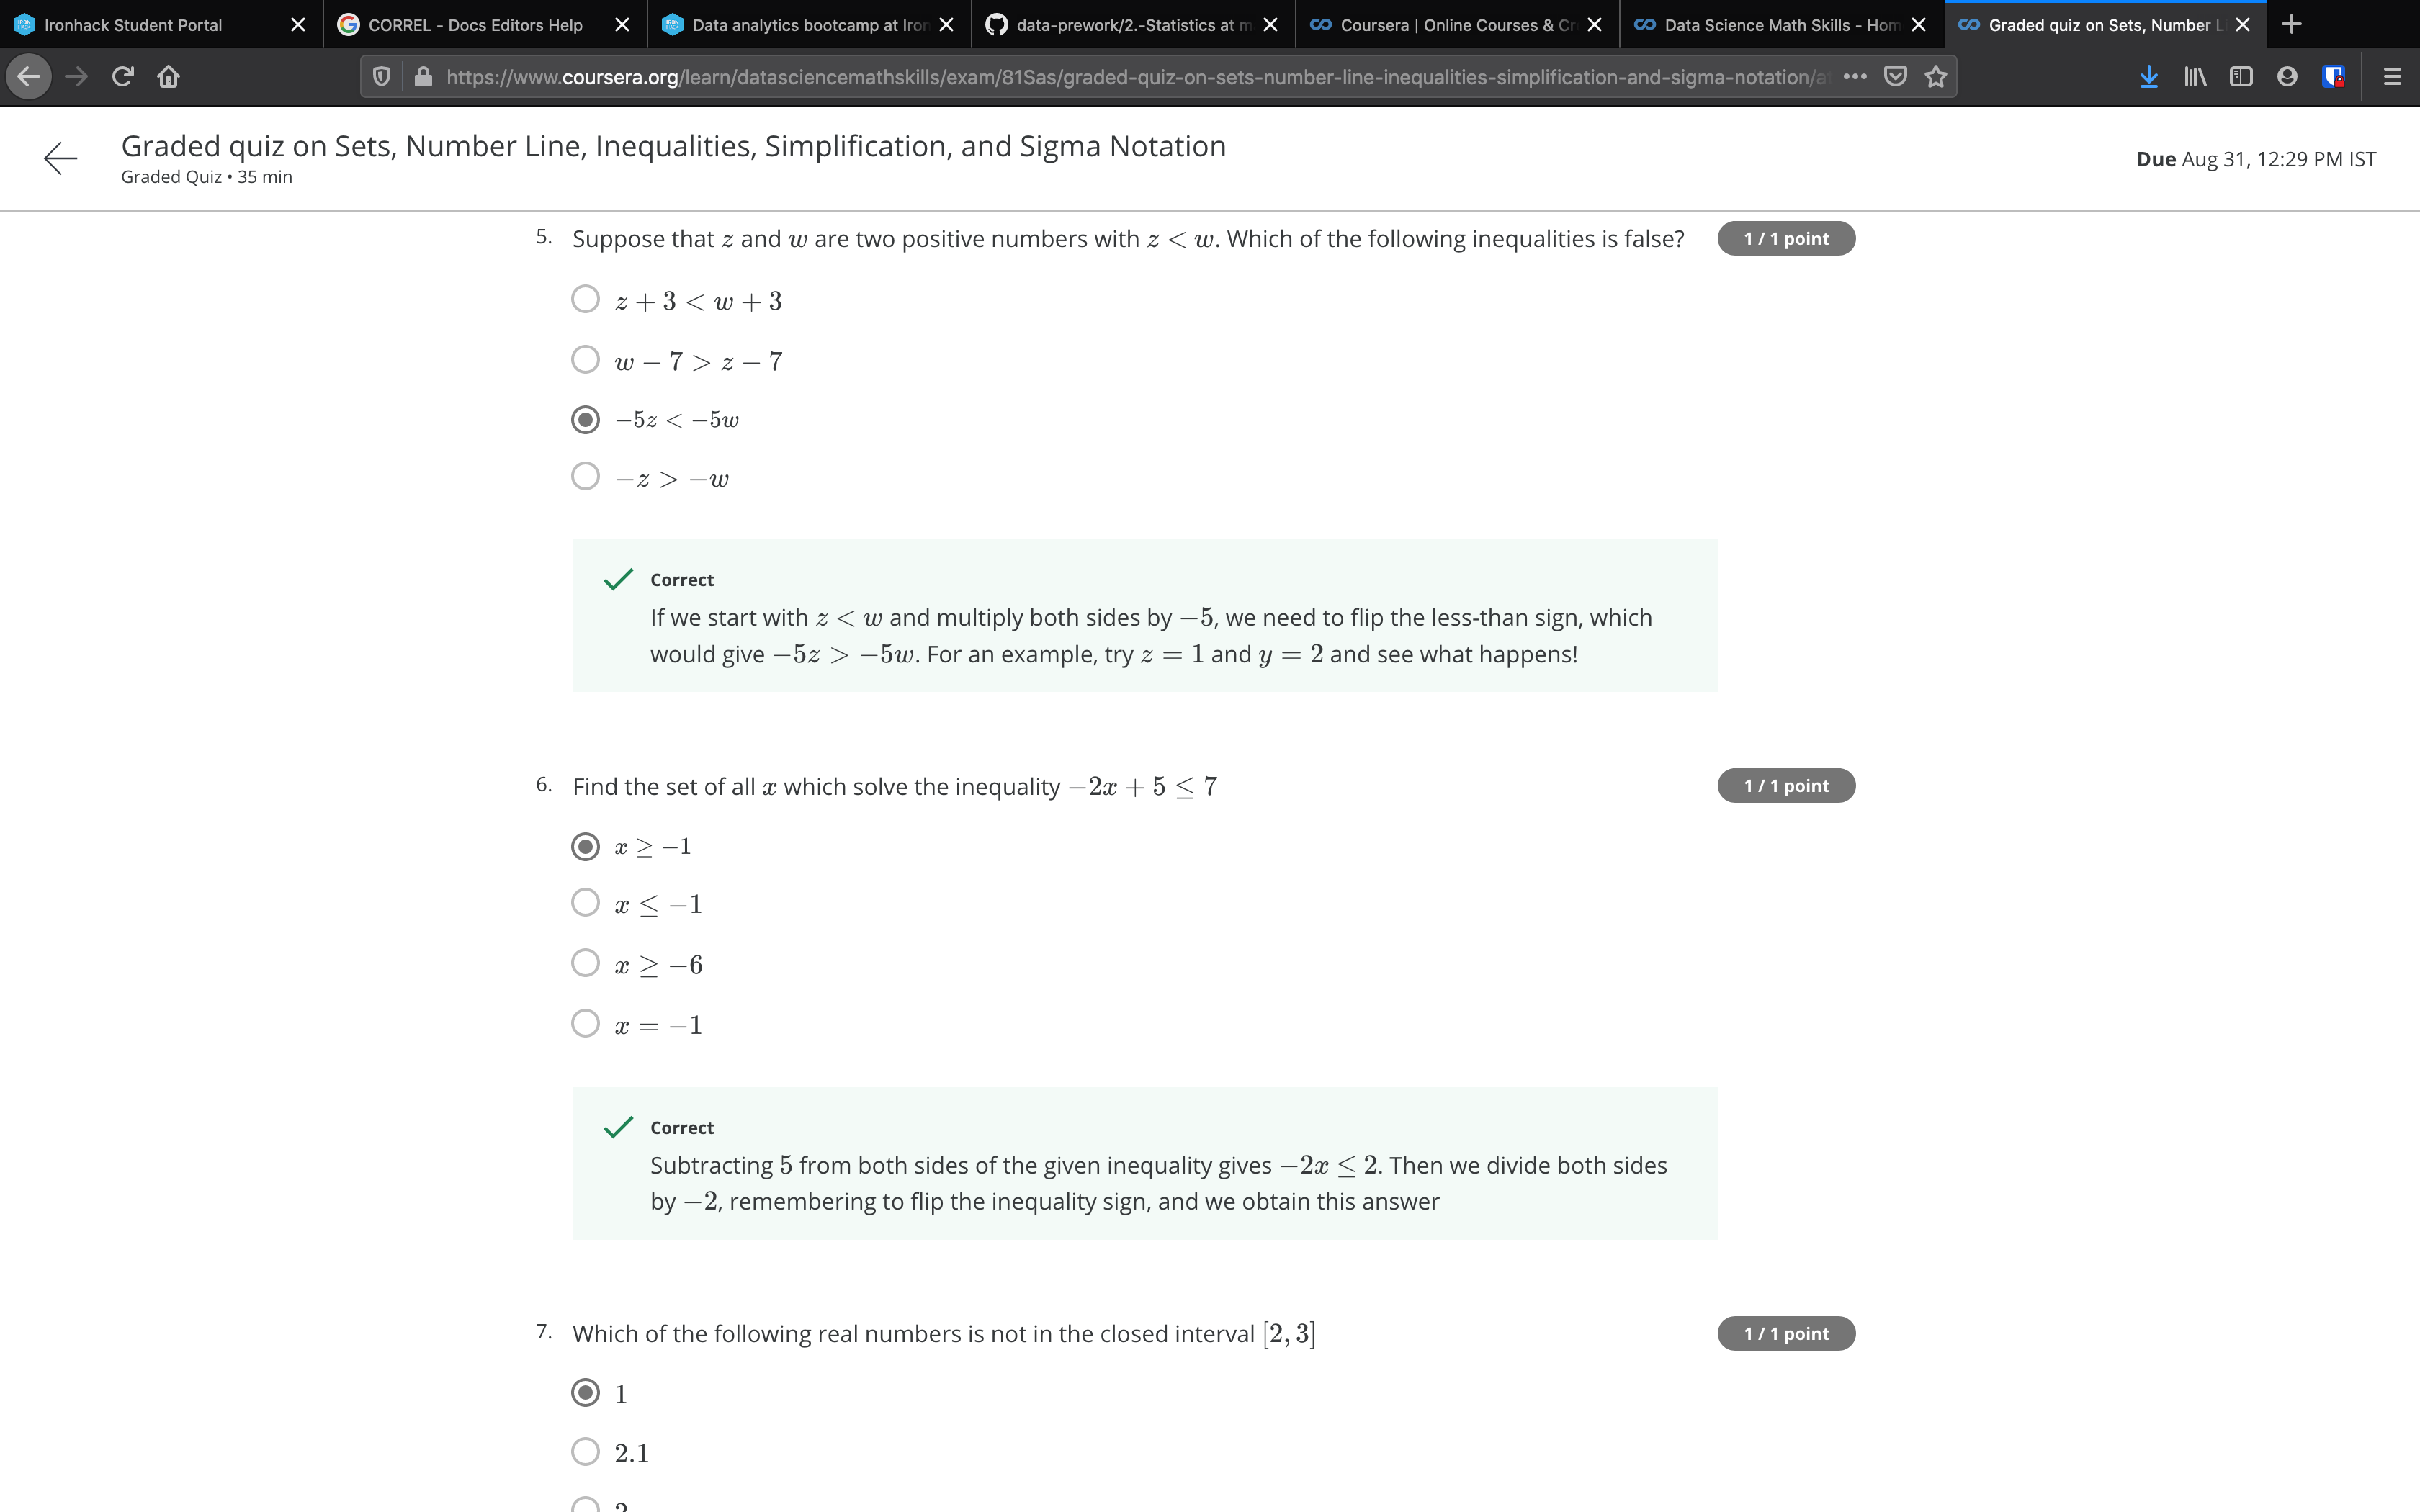 Ironhack Student Portal
CORREL - Docs Editors Help
Data analytics bootcamp at Iron
data-prework/2.-Statistics at m
Coursera | Online Courses & Cr
Data Science Math Skills - Hom
Graded quiz on Sets, Number L
https://www.coursera.org/learn/datasciencemathskills/exam/81Sas/graded-quiz-on-sets-number-line-inequalities-simplification-and-sigma-notation/at
Graded quiz on Sets, Number Line, Inequalities, Simplification, and Sigma Notation
Graded Quiz • 35 min
Due Aug 31, 12:29 PM IST
5. Suppose that z and w are two positive numbers with z < w. Which of the following inequalities is false? 1 / 1 point
z + 3 < w + 3
w − 7 > z − 7
−5z < −5w
−z > −w
Correct
If we start with z < w and multiply both sides by −5, we need to flip the less-than sign, which
would give −5z > −5w. For an example, try z = 1 and y = 2 and see what happens!
6. Find the set of all x which solve the inequality −2x + 5 ≤ 7 1 / 1 point
x ≥ −1
x ≤ −1
x ≥ −6
x = −1
Correct
Subtracting 5 from both sides of the given inequality gives −2x ≤ 2. Then we divide both sides
by −2, remembering to flip the inequality sign, and we obtain this answer
7. Which of the following real numbers is not in the closed interval [2, 3] 1 / 1 point
1
2.1